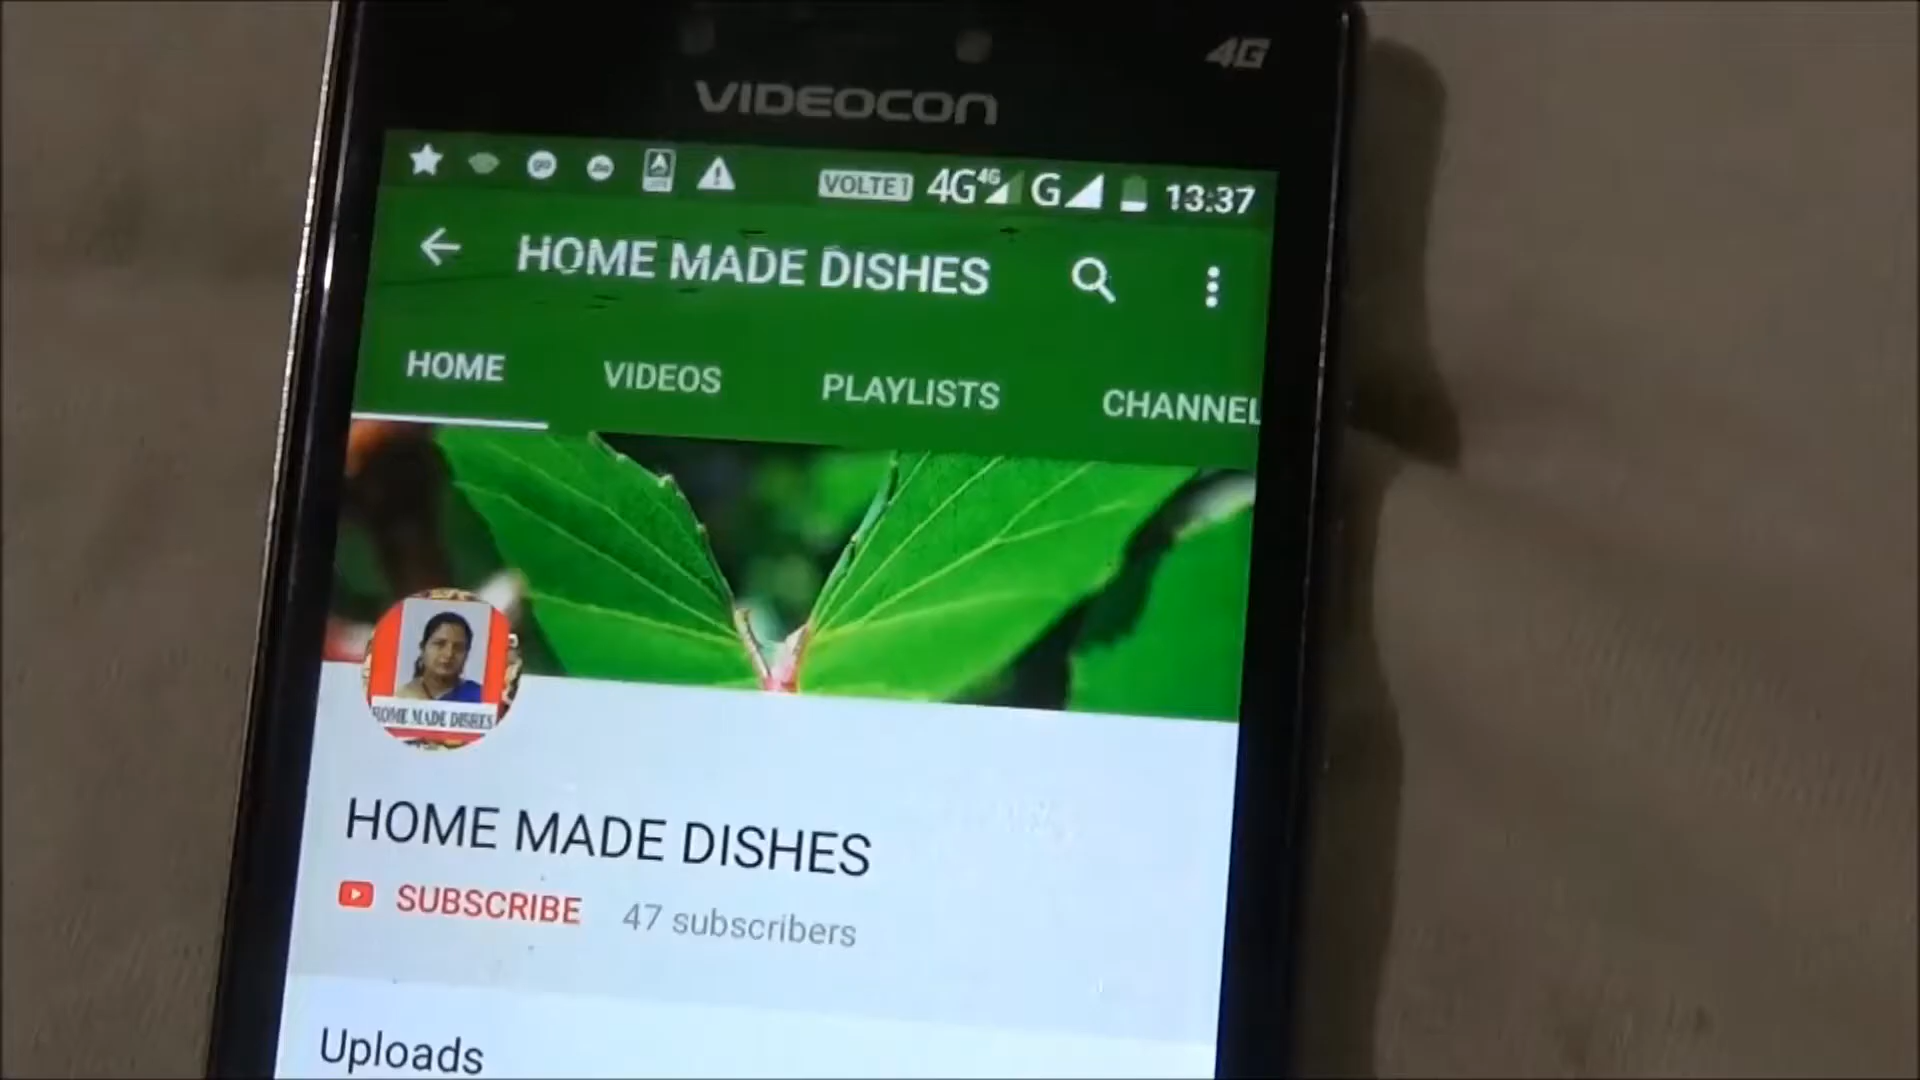 4G
VIDEOCON
VOLTE 1 4G 4G G 13:37
HOME MADE DISHES
HOME VIDEOS PLAYLISTS CHANNEL
HOME MADE DISHES
HOME MADE DISHES
SUBSCRIBE 47 subscribers
Uploads